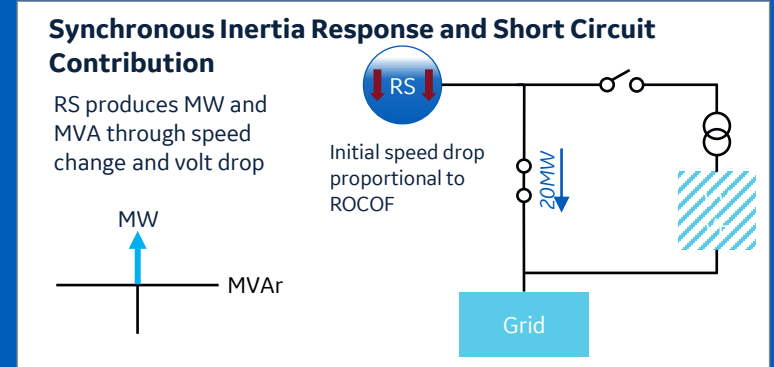 Synchronous Inertia Response and Short Circuit
Contribution
RS produces MW and
MVA through speed
change and volt drop
RS
Initial speed drop
proportional to
ROCOF
20MW
MW
MVAr
Grid